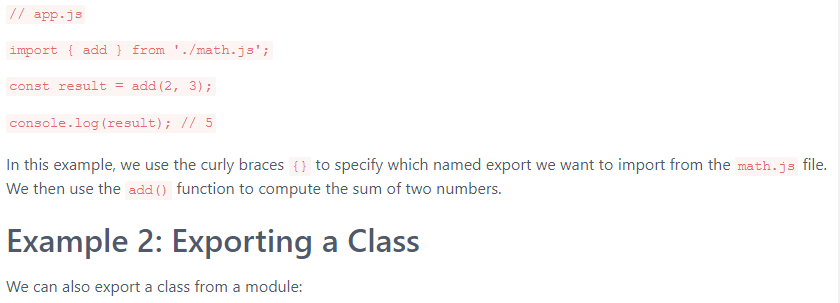 // app.js
import { add } from './math.js';
const result = add(2, 3);
console.log(result); // 5
In this example, we use the curly braces {} to specify which named export we want to import from the math.js file.
We then use the add() function to compute the sum of two numbers.
Example 2: Exporting a Class
We can also export a class from a module: